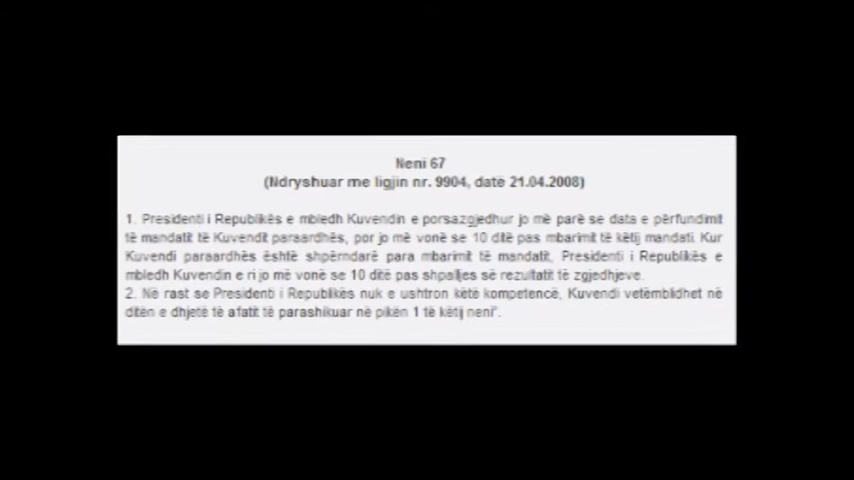 Neni 67
(Ndryshuar me ligjin nr. 9904, datë 21.04.2008)
1. Presidenti i Republikës e mbledh Kuvendin e porsazgjedhur jo më parë se data e përfundimit
të mandatit të Kuvendit paraardhës, por jo më vonë se 10 ditë pas mbarimit të këtij mandati. Kur
Kuvendi paraardhës është shpërndarë para mbarimit të mandatit, Presidenti i Republikës e
mbledh Kuvendin e ri jo më vonë se 10 ditë pas shpalljes së rezultatit të zgjedhjeve.
2. Në rast se Presidenti i Republikës nuk e ushtron këtë kompetencë, Kuvendi vetëmblidhet në
ditën e dhjetë të afatit të parashikuar në pikën 1 të këtij neni".